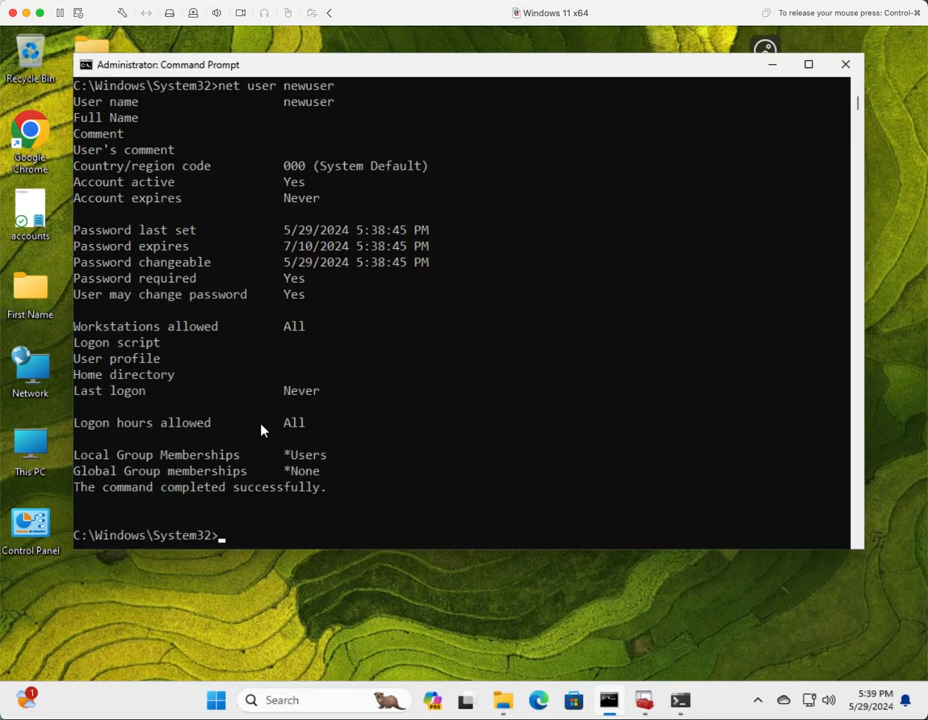 Windows 11 x64
To release your mouse press: Control-⌘
Administrator: Command Prompt
C:\Windows\System32>net user newuser
User name newuser
Full Name
Comment
User's comment
Country/region code 000 (System Default)
Account active Yes
Account expires Never
Password last set 5/29/2024 5:38:45 PM
Password expires 7/10/2024 5:38:45 PM
Password changeable 5/29/2024 5:38:45 PM
Password required Yes
User may change password Yes
Workstations allowed All
Logon script
User profile
Home directory
Last logon Never
Logon hours allowed All
Local Group Memberships *Users
Global Group memberships *None
The command completed successfully.
C:\Windows\System32>
Recycle Bin
Google
Chrome
accounts
First Name
Network
This PC
Control Panel
1
Search
PRE
5:39 PM
5/29/2024